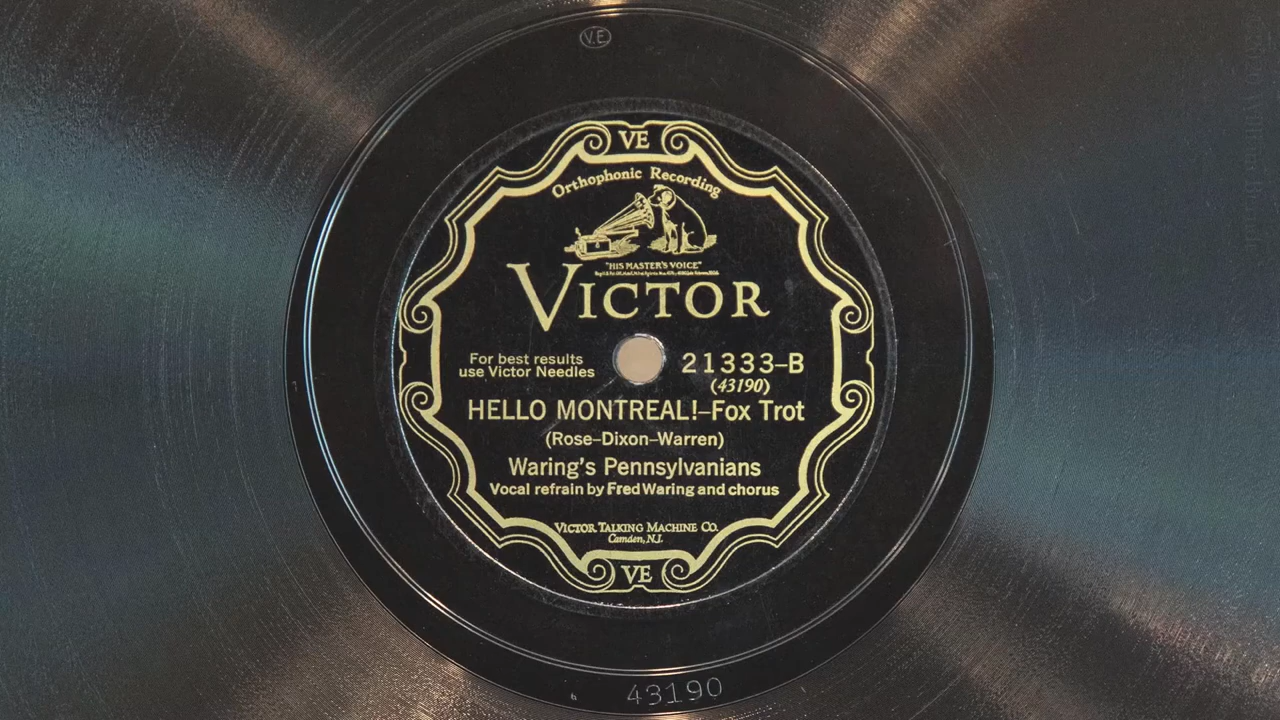 V.E.
VE
Orthophonic Recording
"HIS MASTER'S VOICE"
VICTOR
For best results
use Victor Needles
21333-B
(43190)
HELLO MONTREAL!-Fox Trot
(Rose-Dixon-Warren)
Waring's Pennsylvanians
Vocal refrain by Fred Waring and chorus
VICTOR TALKING MACHINE CO.
Camden, N.J.
VE
6 43190